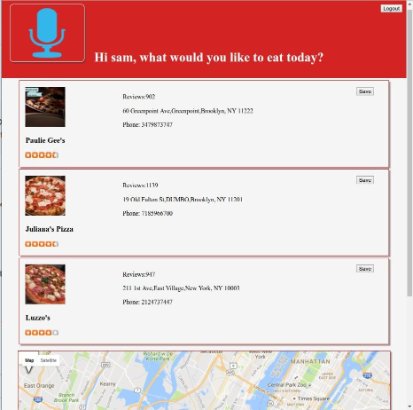 Logout
Hi sam, what would you like to eat today?
Reviews:902
Save
60 Greenpoint Ave,Greenpoint,Brooklyn, NY 11222
Phone: 3479873747
Paulie Gee's
Reviews:1139
Save
19 Old Fulton St,DUMBO,Brooklyn, NY 11201
Phone: 7185966700
Juliana's Pizza
Reviews:947
Save
211 1st Ave,East Village,New York, NY 10003
Phone: 2124737447
Luzzo's
Map Satellite
MANHATTAN
Central Park Zoo
Kearny
East Orange
Times Square